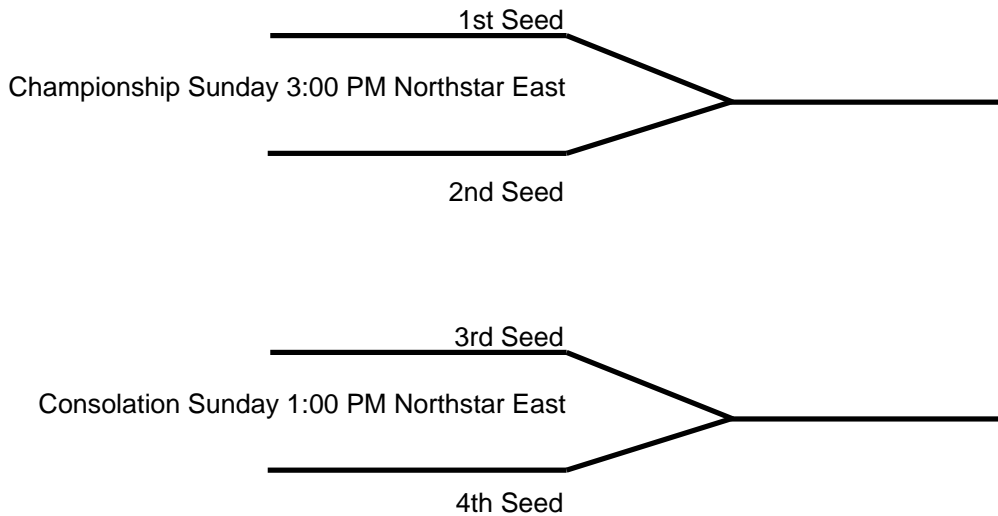 1st Seed
Championship Sunday 3:00 PM Northstar East
2nd Seed
3rd Seed
Consolation Sunday 1:00 PM Northstar East
4th Seed